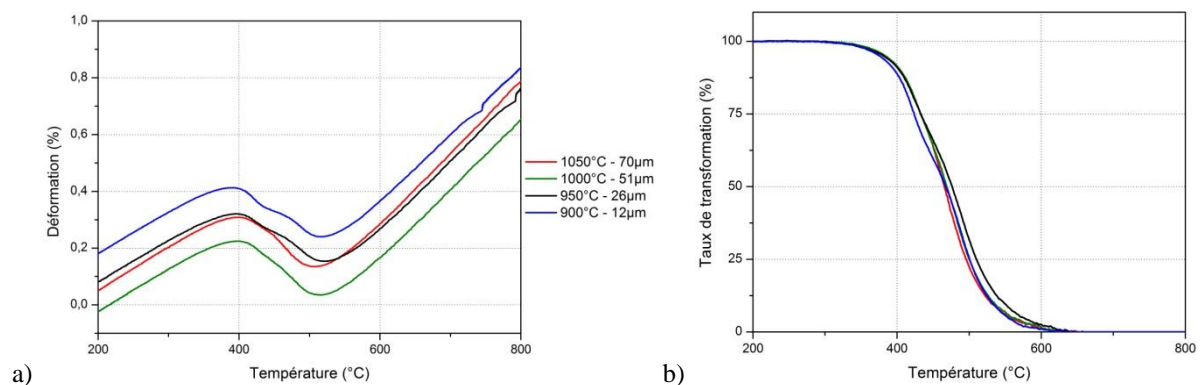 1,0
0,8
0,6
0,4
0,2
0,0
Déformation (%)
200 400 600 800
Température (°C)
1050°C - 70µm
1000°C - 51µm
950°C - 26µm
900°C - 12µm
a)
100
75
50
25
0
Taux de transformation (%)
200 300 400 500 600 800
Température (°C)
b)